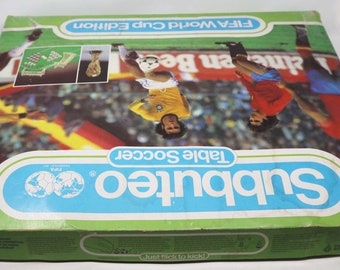 Subbuteo®
Table Soccer
FIFA World Cup Edition
Just flick to kick!